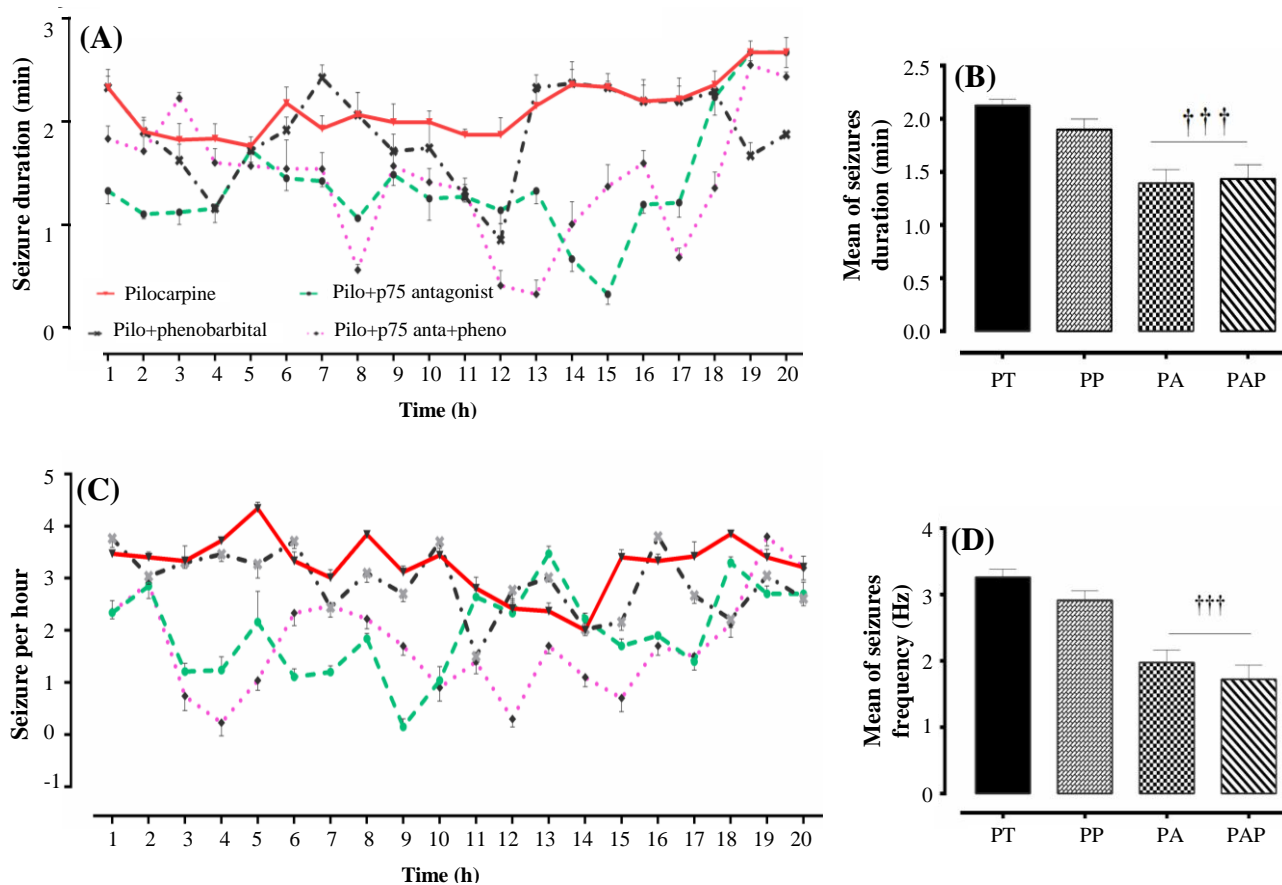 (A)
Seizure duration (min)
3
2
1
0
Pilocarpine
Pilo+p75 antagonist
Pilo+phenobarbital
Pilo+p75 anta+pheno
1 2 3 4 5 6 7 8 9 10 11 12 13 14 15 16 17 18 19 20
Time (h)
(B)
Mean of seizures
duration (min)
2.5
2.0
1.5
1.0
0.5
0.0
†††
PT PP PA PAP
(C)
Seizure per hour
5
4
3
2
1
0
-1
1 2 3 4 5 6 7 8 9 10 11 12 13 14 15 16 17 18 19 20
Time (h)
(D)
Mean of seizures
frequency (Hz)
4
3
2
1
0
†††
PT PP PA PAP